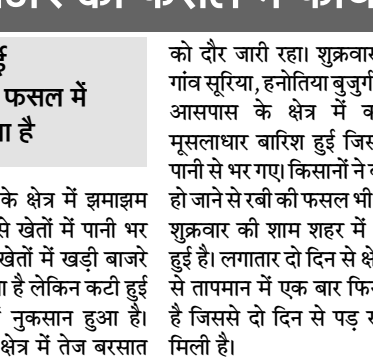 फसल में
है
के क्षेत्र में झमाझम
से खेतों में पानी भर
खेतों में खड़ी बाजरे
है लेकिन कटी हुई
नुकसान हुआ है।
क्षेत्र में तेज बरसात
को दौर जारी रहा। शुक्रवार
गांव सूरिया, हनोतिया बुजुर्ग
आसपास के क्षेत्र में
मूसलाधार बारिश हुई
पानी से भर गए। किसानों ने
हो जाने से रबी की फसल भी
शुक्रवार की शाम शहर में
हुई है। लगातार दो दिन से
से तापमान में एक बार
है जिससे दो दिन से पड़
मिली है।